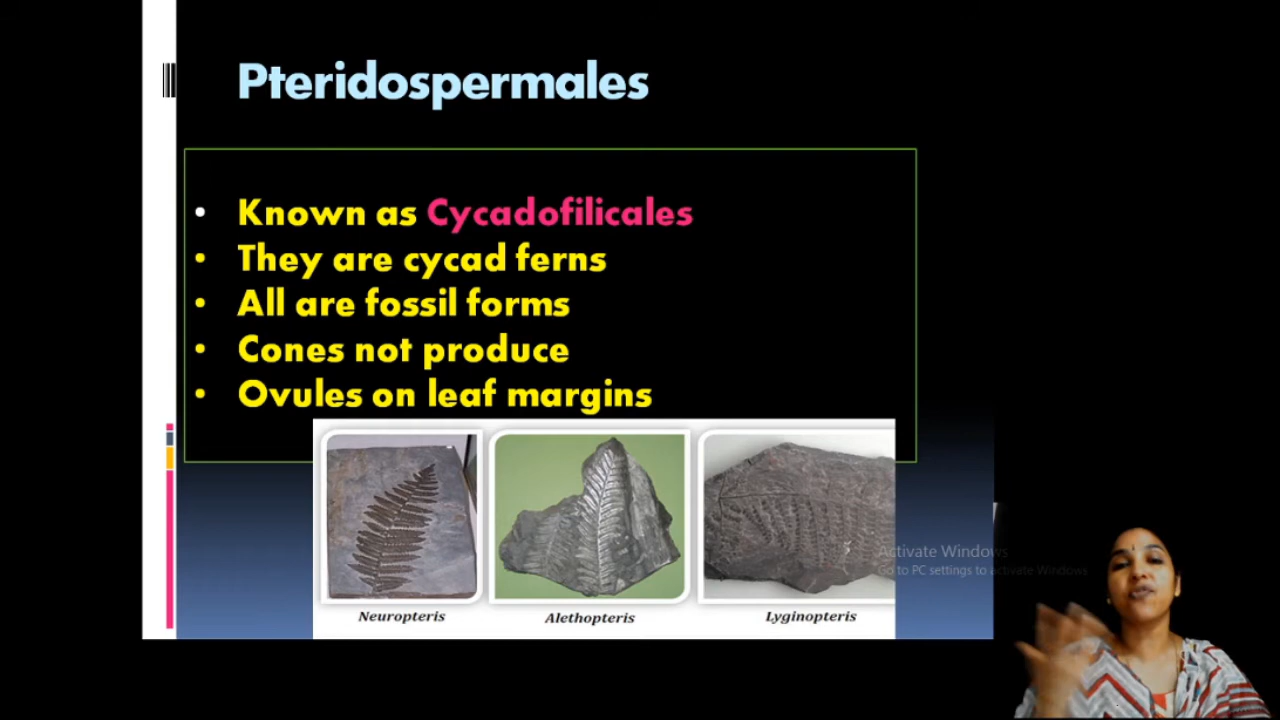 Pteridospermales
• Known as Cycadofilicales
• They are cycad ferns
• All are fossil forms
• Cones not produce
• Ovules on leaf margins
Neuropteris Alethopteris Lyginopteris
Activate Windows
Go to PC settings to activate Windows